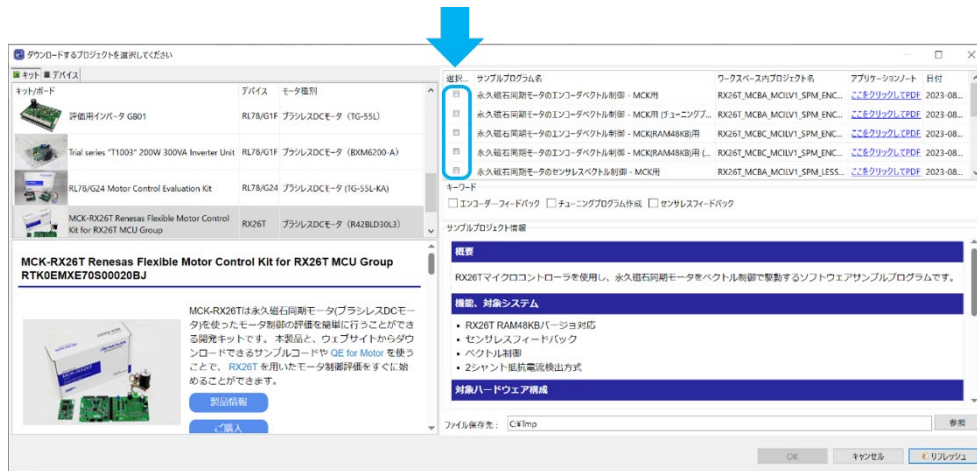 ダウンロードするプロジェクトを選択してください
キット デバイス
キット/ボード デバイス モータ種別
評価用インバータ GB01 RL78/G1F ブラシレスDCモータ（TG-55L）
Trial series "T1003" 200W 300VA Inverter Unit RL78/G1F ブラシレスDCモータ（BXM6200-A）
RL78/G24 Motor Control Evaluation Kit RL78/G24 ブラシレスDCモータ (TG-55L-KA)
MCK-RX26T Renesas Flexible Motor Control
Kit for RX26T MCU Group RX26T ブラシレスDCモータ（R42BLD30L3）
MCK-RX26T Renesas Flexible Motor Control Kit for RX26T MCU Group
RTK0EMXE70S00020BJ
MCK-RX26Tは永久磁石同期モータ(ブラシレスDCモー
タ)を使ったモータ制御の評価を簡単に行うことができ
る開発キットです。 本製品と、ウェブサイトからダウ
ンロードできるサンプルコードや QE for Motor を使う
ことで、 RX26T を用いたモータ制御評価をすぐに始
めることができます。
製品情報
ご購入
選択... サンプルプログラム名 ワークスペース内プロジェクト名 アプリケーションノート 日付
永久磁石同期モータのエンコーダベクトル制御 - MCK用 RX26T_MCBA_MCILV1_SPM_ENC... ここをクリックしてPDF 2023-08...
永久磁石同期モータのエンコーダベクトル制御 - MCK用 [チューニングプ... RX26T_MCBA_MCILV1_SPM_ENC... ここをクリックしてPDF 2023-08...
永久磁石同期モータのエンコーダベクトル制御 - MCK(RAM48KB)用 RX26T_MCBC_MCILV1_SPM_ENC... ここをクリックしてPDF 2023-08...
永久磁石同期モータのエンコーダベクトル制御 - MCK(RAM48KB)用 (... RX26T_MCBC_MCILV1_SPM_ENC... ここをクリックしてPDF 2023-08...
永久磁石同期モータのセンサレスベクトル制御 - MCK用 RX26T_MCBA_MCILV1_SPM_LESS... ここをクリックしてPDF 2023-08...
キーワード
エンコーダーフィードバック チューニングプログラム作成 センサレスフィードバック
サンプルプロジェクト情報
概要
RX26Tマイクロコントローラを使用し、永久磁石同期モータをベクトル制御で駆動するソフトウェアサンプルプログラムです。
機能、対象システム
• RX26T RAM48KBバージョ対応
• センサレスフィードバック
• ベクトル制御
• 2シャント抵抗電流検出方式
対象ハードウェア構成
ファイル保存先： C:¥Tmp 参照
OK キャンセル リフレッシュ